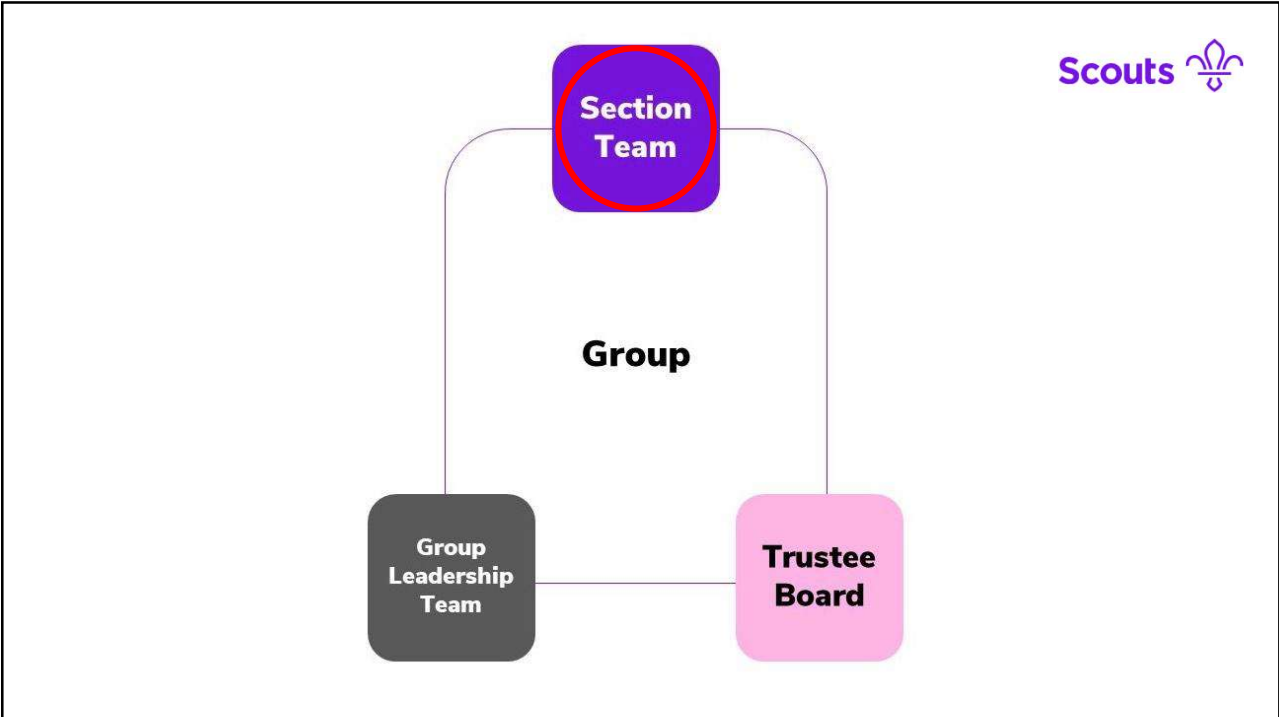 Scouts
Section
Team
Group
Group
Leadership
Team
Trustee
Board